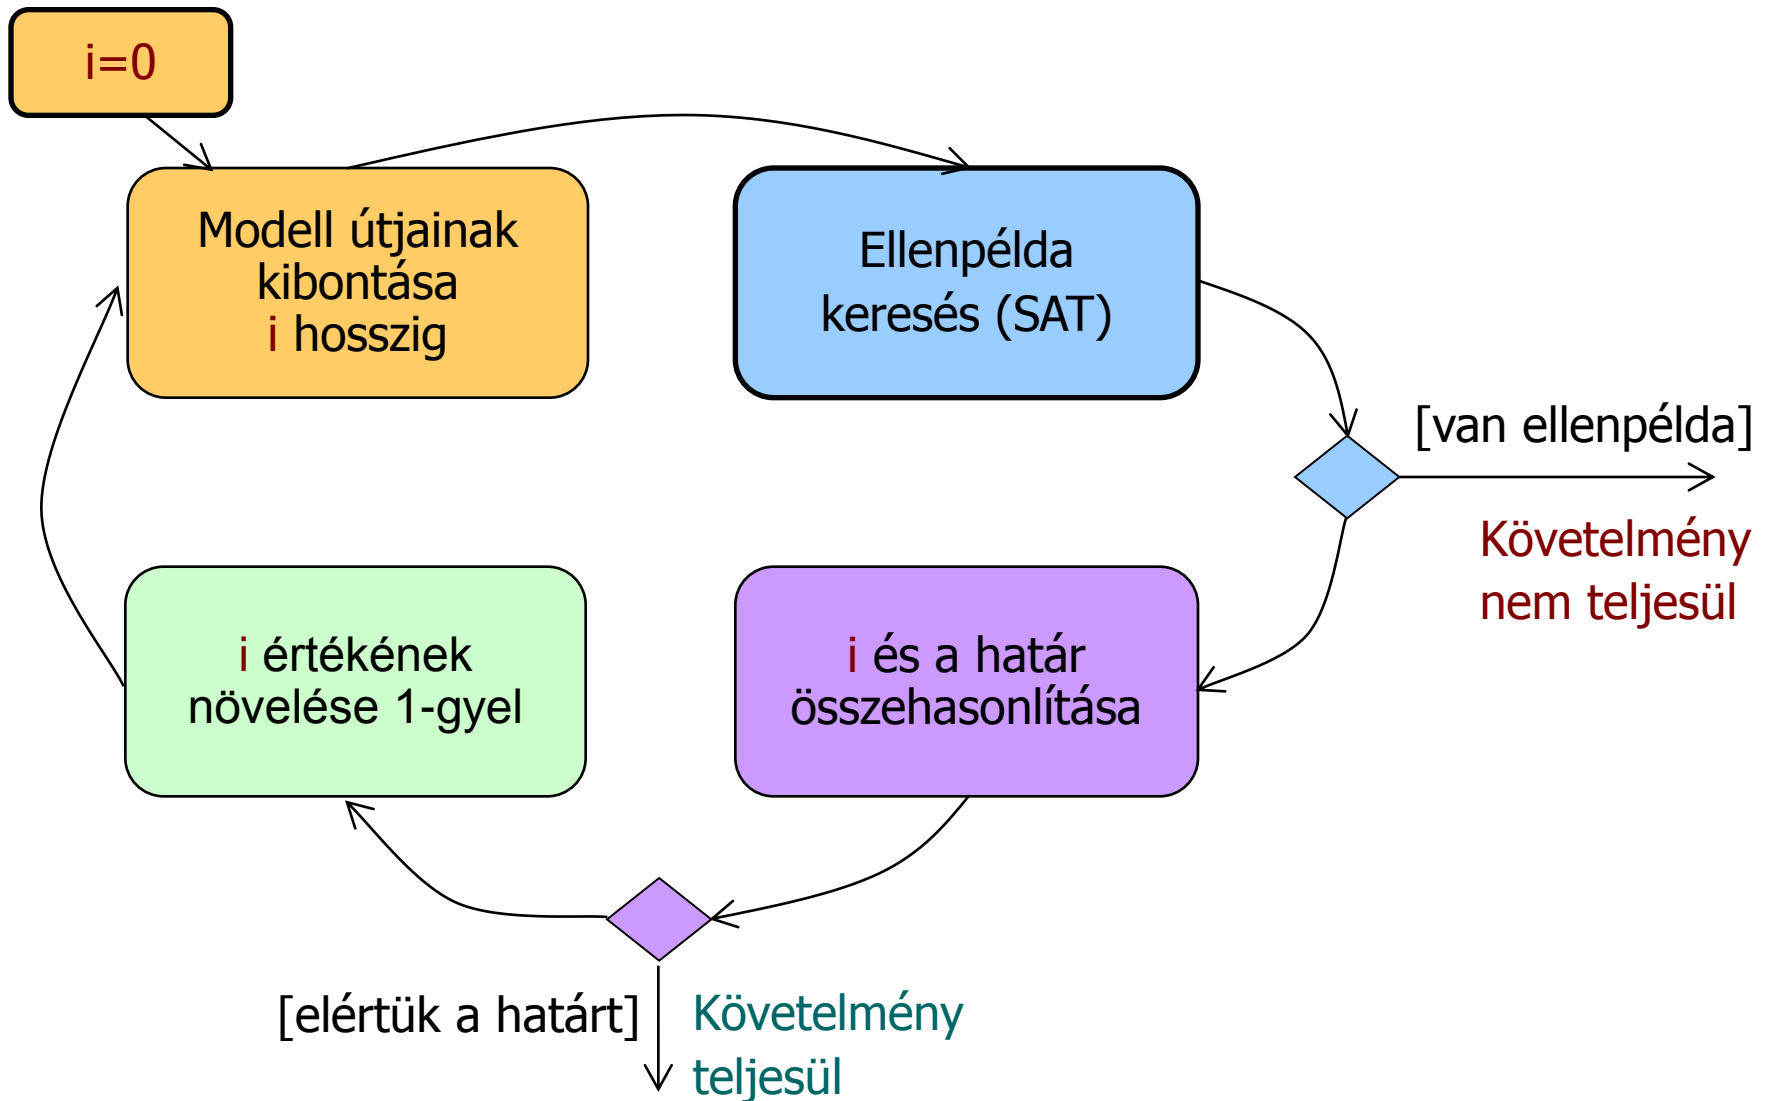 i=0
Modell útjainak
kibontása
i hosszig
Ellenpélda
keresés (SAT)
[van ellenpélda]
Követelmény
nem teljesül
i értékének
növelése 1-gyel
i és a határ
összehasonlítása
[elértük a határt]
Követelmény
teljesül